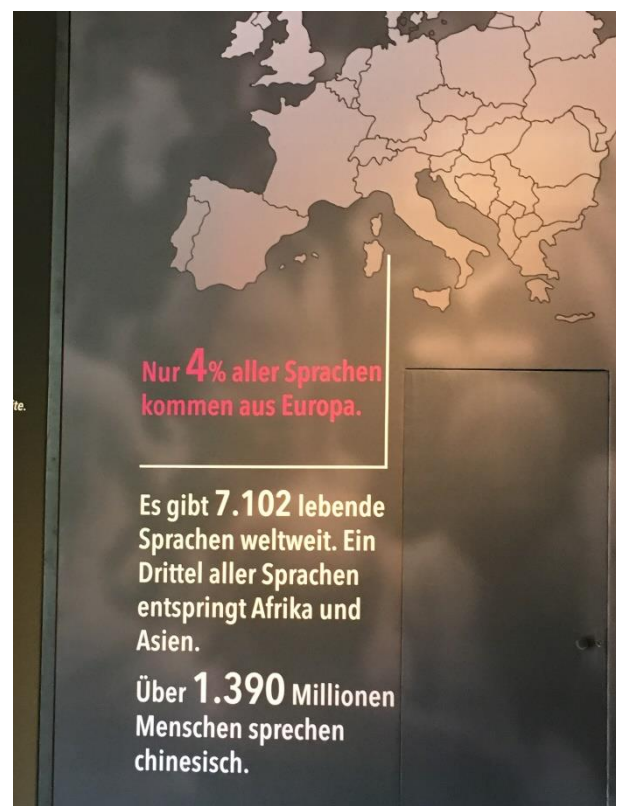 te.
Nur 4% aller Sprachen
kommen aus Europa.
Es gibt 7.102 lebende
Sprachen weltweit. Ein
Drittel aller Sprachen
entspringt Afrika und
Asien.
Über 1.390 Millionen
Menschen sprechen
chinesisch.